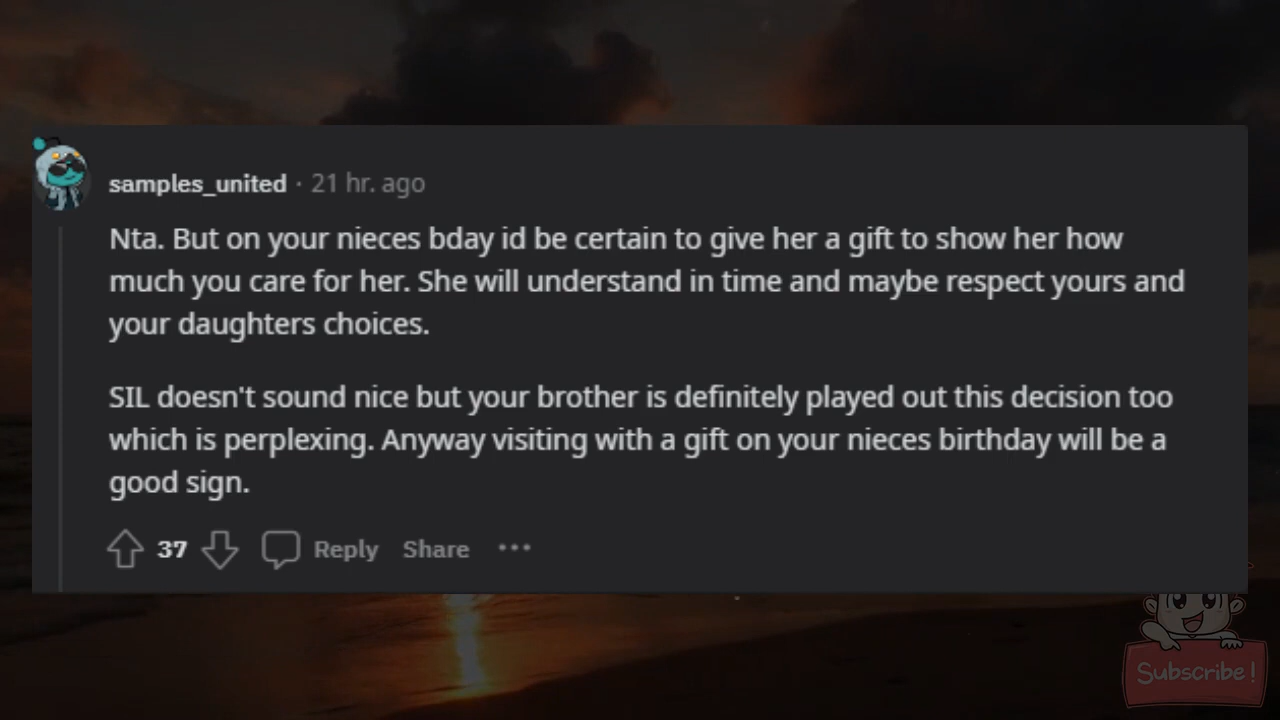 samples_united · 21 hr. ago
Nta. But on your nieces bday id be certain to give her a gift to show her how
much you care for her. She will understand in time and maybe respect yours and
your daughters choices.
SIL doesn't sound nice but your brother is definitely played out this decision too
which is perplexing. Anyway visiting with a gift on your nieces birthday will be a
good sign.
37 Reply Share ···
Subscribe!